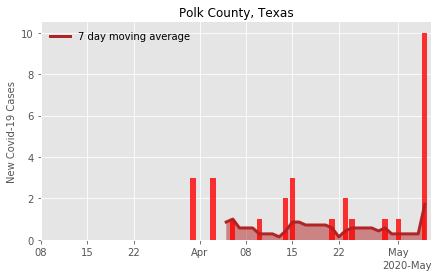 Polk County, Texas
7 day moving average
New Covid-19 Cases
10
8
6
4
2
0
08 15 22 Apr 08 15 22 May
2020-May